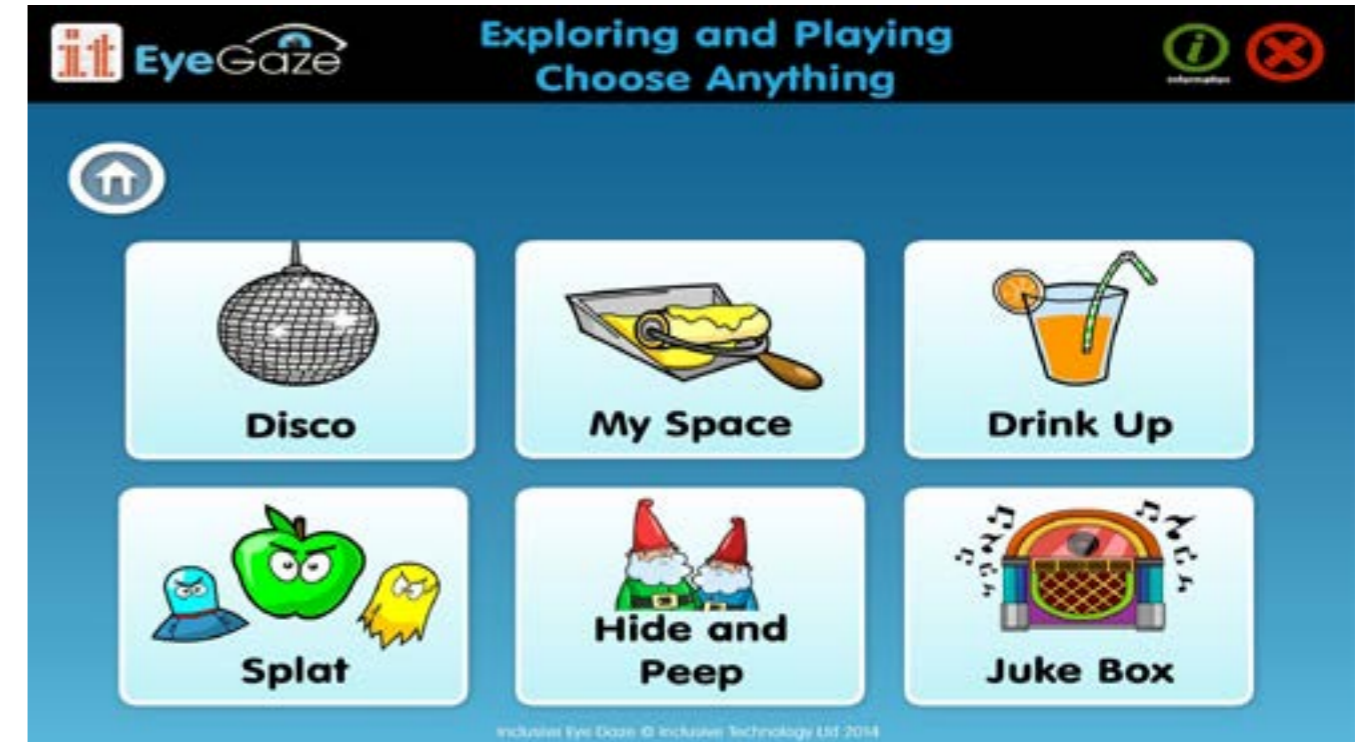 it EyeGaze
Exploring and Playing
Choose Anything
Information
Disco
My Space
Drink Up
Splat
Hide and
Peep
Juke Box
Inclusive Eye Gaze © Inclusive Technology Ltd 2014